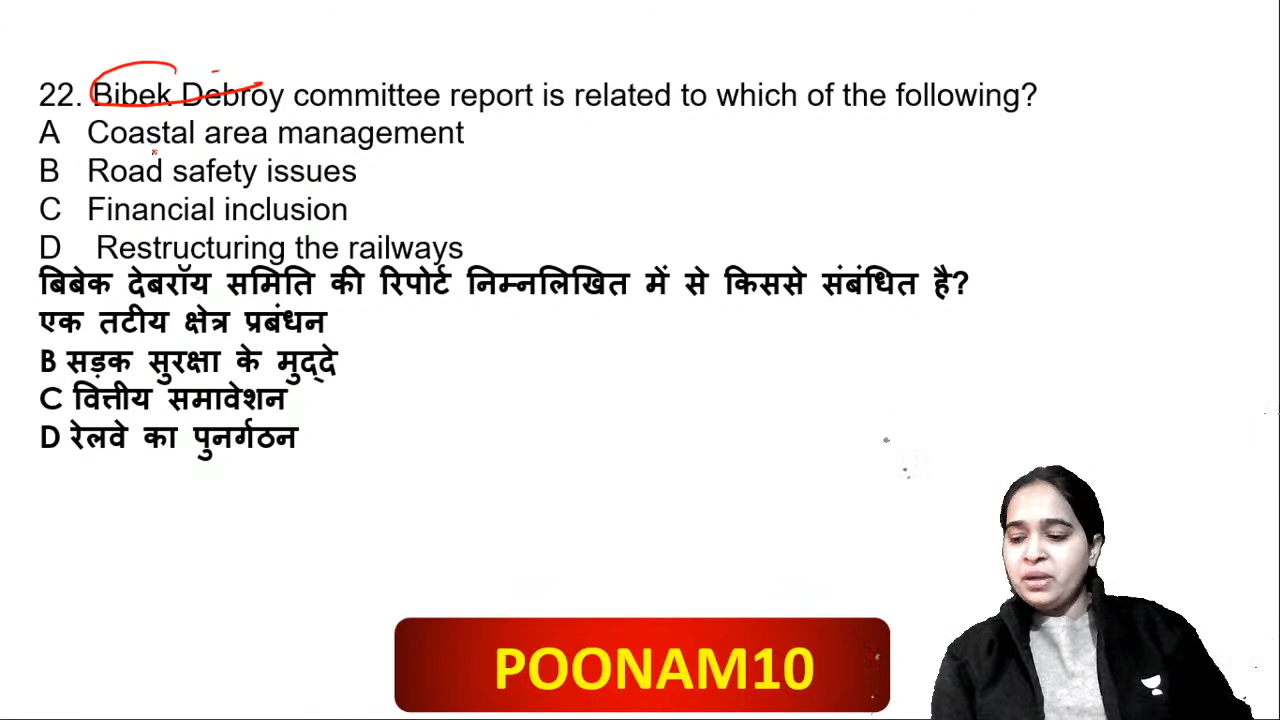 22. Bibek Debroy committee report is related to which of the following?
A Coastal area management
B Road safety issues
C Financial inclusion
D Restructuring the railways
बिबेक देबरॉय समिति की रिपोर्ट निम्नलिखित में से किससे संबंधित है?
एक तटीय क्षेत्र प्रबंधन
B सड़क सुरक्षा के मुद्दे
C वित्तीय समावेशन
D रेलवे का पुनर्गठन
POONAM10